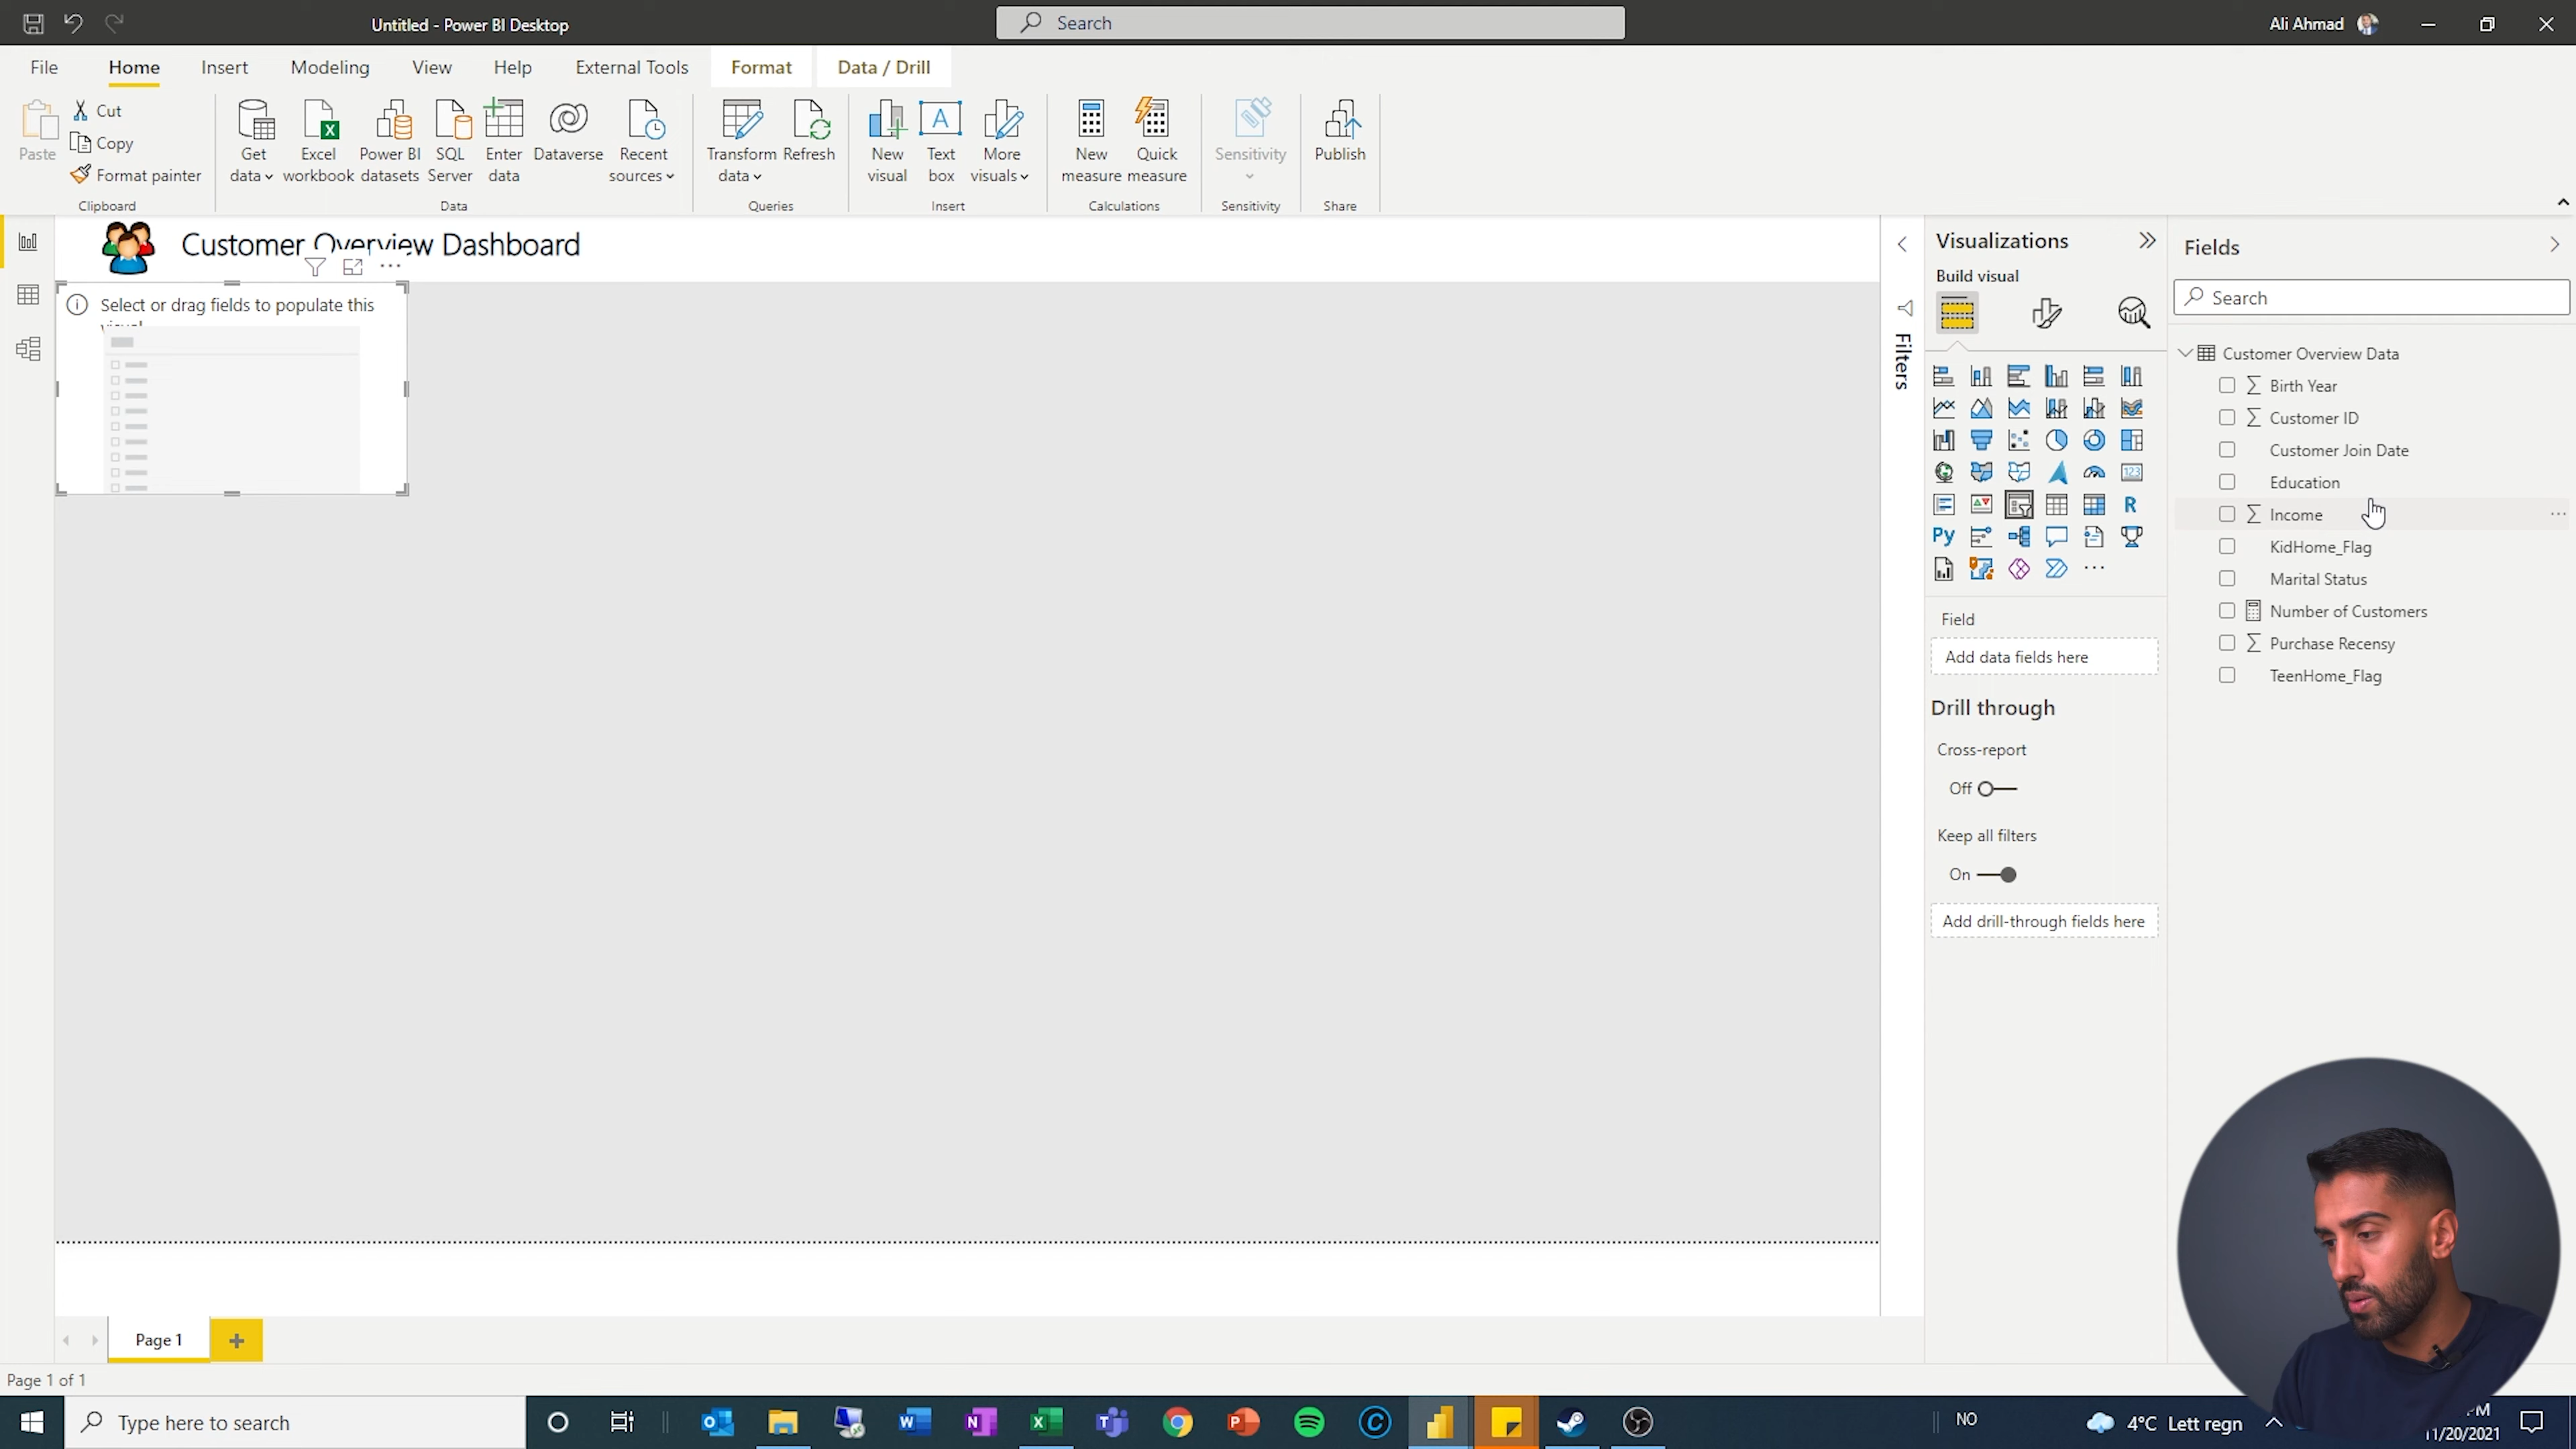 Untitled - Power BI Desktop
Search
Ali Ahmad
File
Home
Insert
Modeling
View
Help
External Tools
Format
Data / Drill
Paste
Cut
Copy
Format painter
Clipboard
Get data
Excel workbook
Power BI datasets
SQL Server
Enter data
Dataverse
Recent sources
Data
Transform data
Refresh
Queries
New visual
Text box
More visuals
Insert
New measure
Quick measure
Calculations
Sensitivity
Sensitivity
Publish
Share
Customer Overview Dashboard
Select or drag fields to populate this
Filters
Visualizations
Build visual
123
R
Py
Field
Add data fields here
Drill through
Cross-report
Off
Keep all filters
On
Add drill-through fields here
Fields
Search
Customer Overview Data
Birth Year
Customer ID
Customer Join Date
Education
Income
KidHome_Flag
Marital Status
Number of Customers
Purchase Recensy
TeenHome_Flag
Page 1
Page 1 of 1
Type here to search
NO
4°C Lett regn
11/20/2021